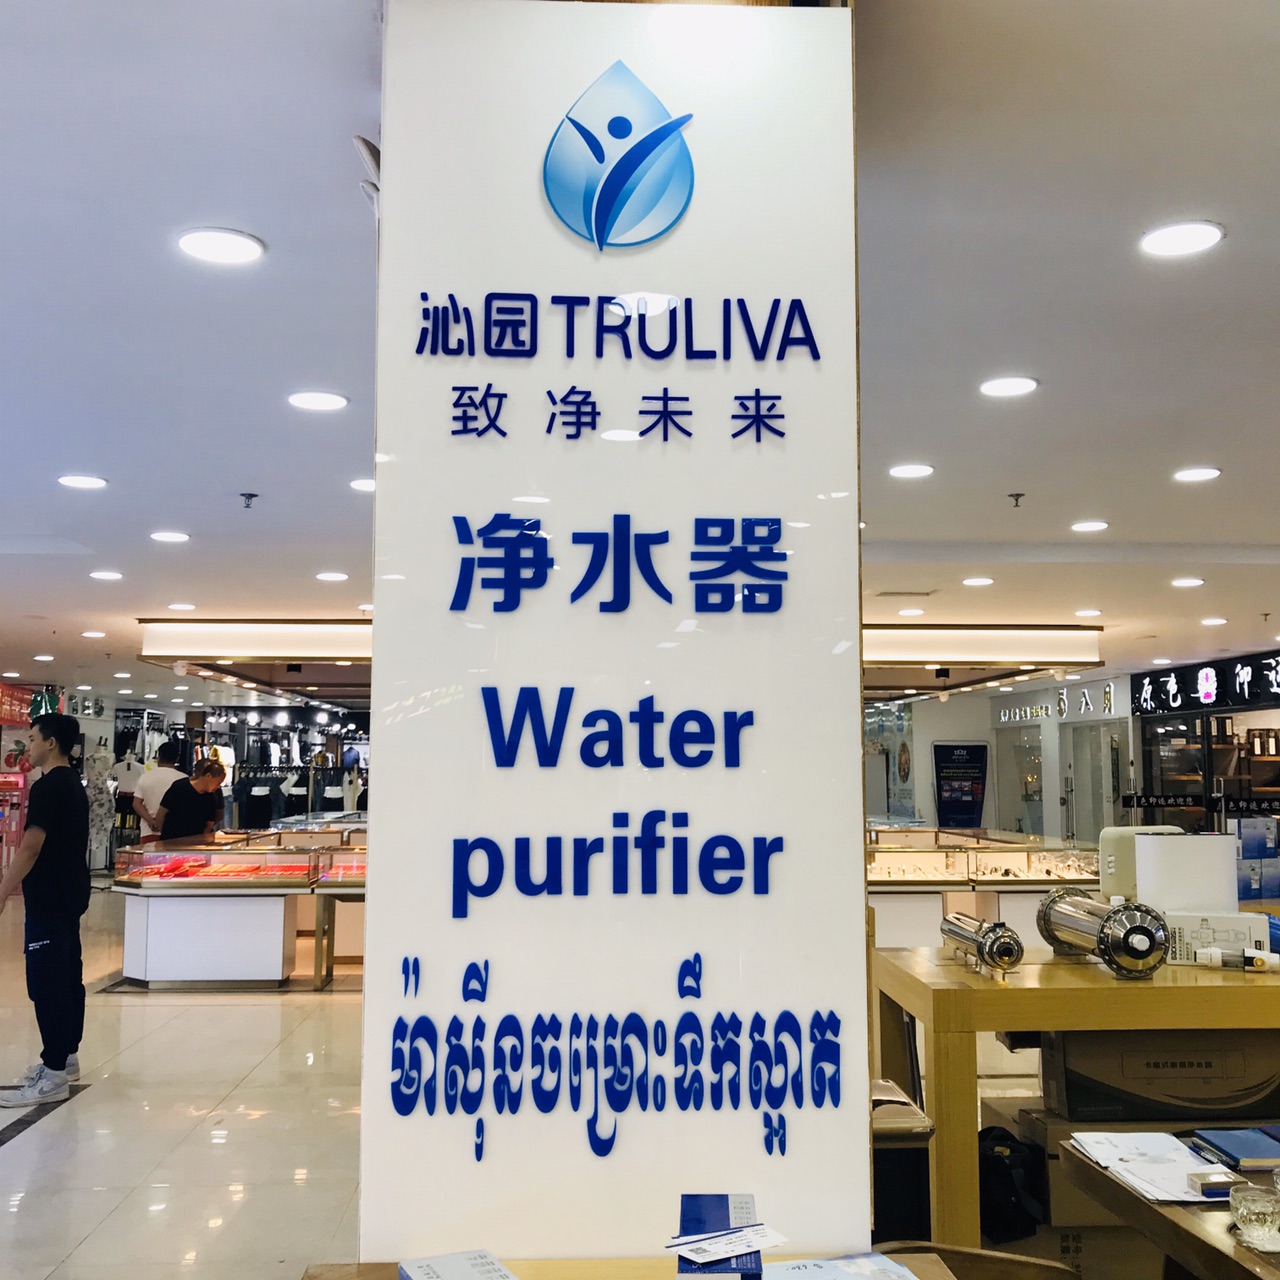 沁园TRULIVA
致净未来
净水器
Water
purifier
ម៉ាស៊ីនចម្រោះទឹកស្អាត